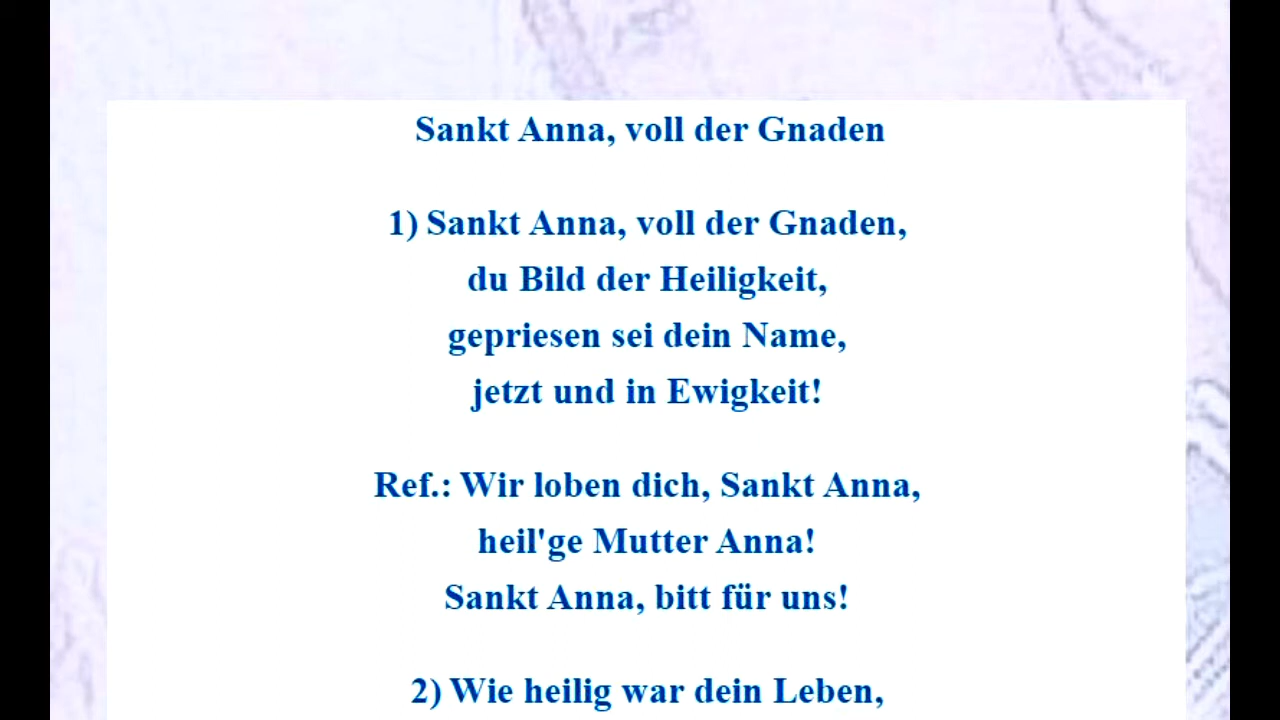 Sankt Anna, voll der Gnaden
1) Sankt Anna, voll der Gnaden,
du Bild der Heiligkeit,
gepriesen sei dein Name,
jetzt und in Ewigkeit!
Ref.: Wir loben dich, Sankt Anna,
heil'ge Mutter Anna!
Sankt Anna, bitt für uns!
2) Wie heilig war dein Leben,